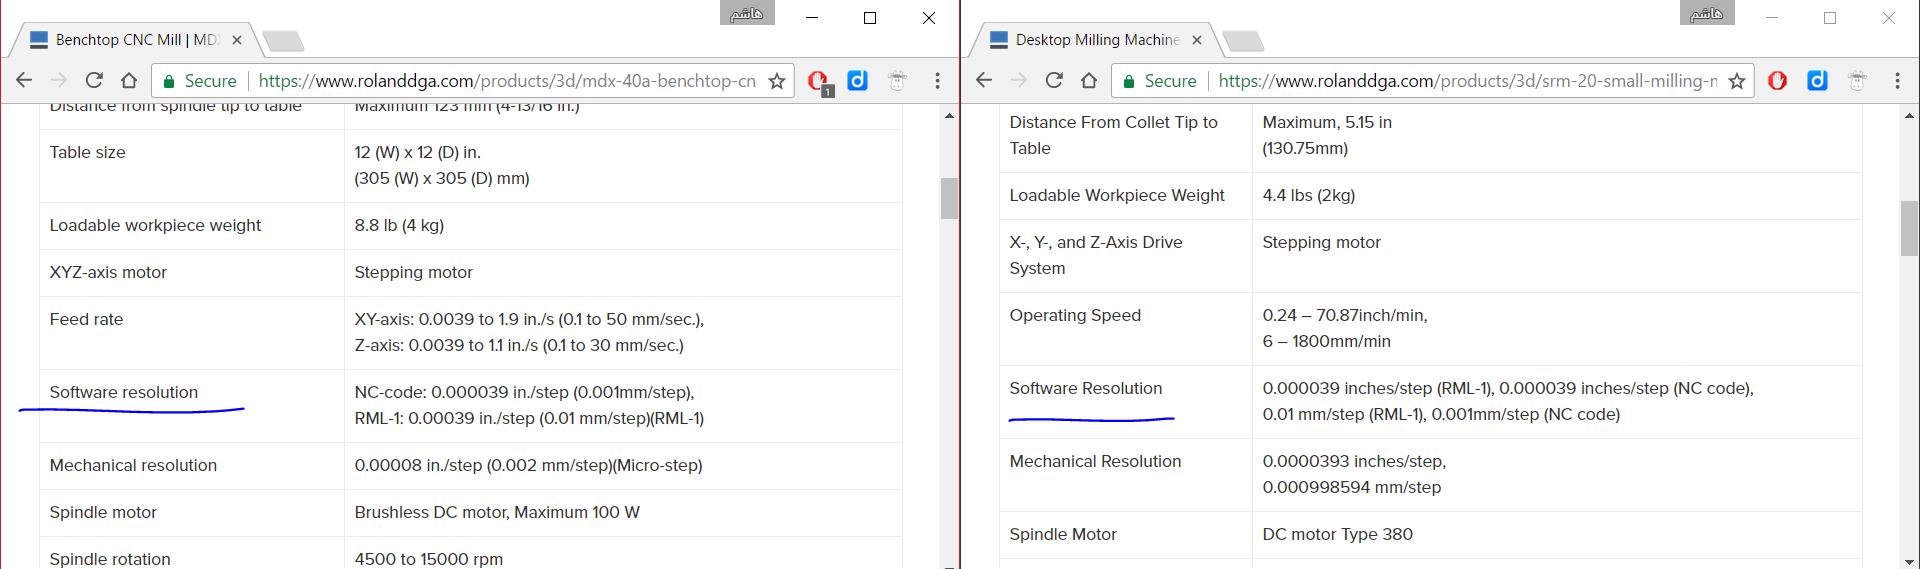 هاشم
Benchtop CNC Mill | MD
Secure
https://www.rolanddga.com/products/3d/mdx-40a-benchtop-cn
1
Distance from spindle tip to table
Maximum 123 mm (4-13/16 in.)
Table size
12 (W) x 12 (D) in.
(305 (W) x 305 (D) mm)
Loadable workpiece weight
8.8 lb (4 kg)
XYZ-axis motor
Stepping motor
Feed rate
XY-axis: 0.0039 to 1.9 in./s (0.1 to 50 mm/sec.),
Z-axis: 0.0039 to 1.1 in./s (0.1 to 30 mm/sec.)
Software resolution
NC-code: 0.000039 in./step (0.001mm/step),
RML-1: 0.00039 in./step (0.01 mm/step)(RML-1)
Mechanical resolution
0.00008 in./step (0.002 mm/step)(Micro-step)
Spindle motor
Brushless DC motor, Maximum 100 W
Spindle rotation
4500 to 15000 rpm
هاشم
Desktop Milling Machine
Secure
https://www.rolanddga.com/products/3d/srm-20-small-milling-m
Distance From Collet Tip to
Table
Maximum, 5.15 in
(130.75mm)
Loadable Workpiece Weight
4.4 lbs (2kg)
X-, Y-, and Z-Axis Drive
System
Stepping motor
Operating Speed
0.24 – 70.87inch/min,
6 – 1800mm/min
Software Resolution
0.000039 inches/step (RML-1), 0.000039 inches/step (NC code),
0.01 mm/step (RML-1), 0.001mm/step (NC code)
Mechanical Resolution
0.0000393 inches/step,
0.000998594 mm/step
Spindle Motor
DC motor Type 380